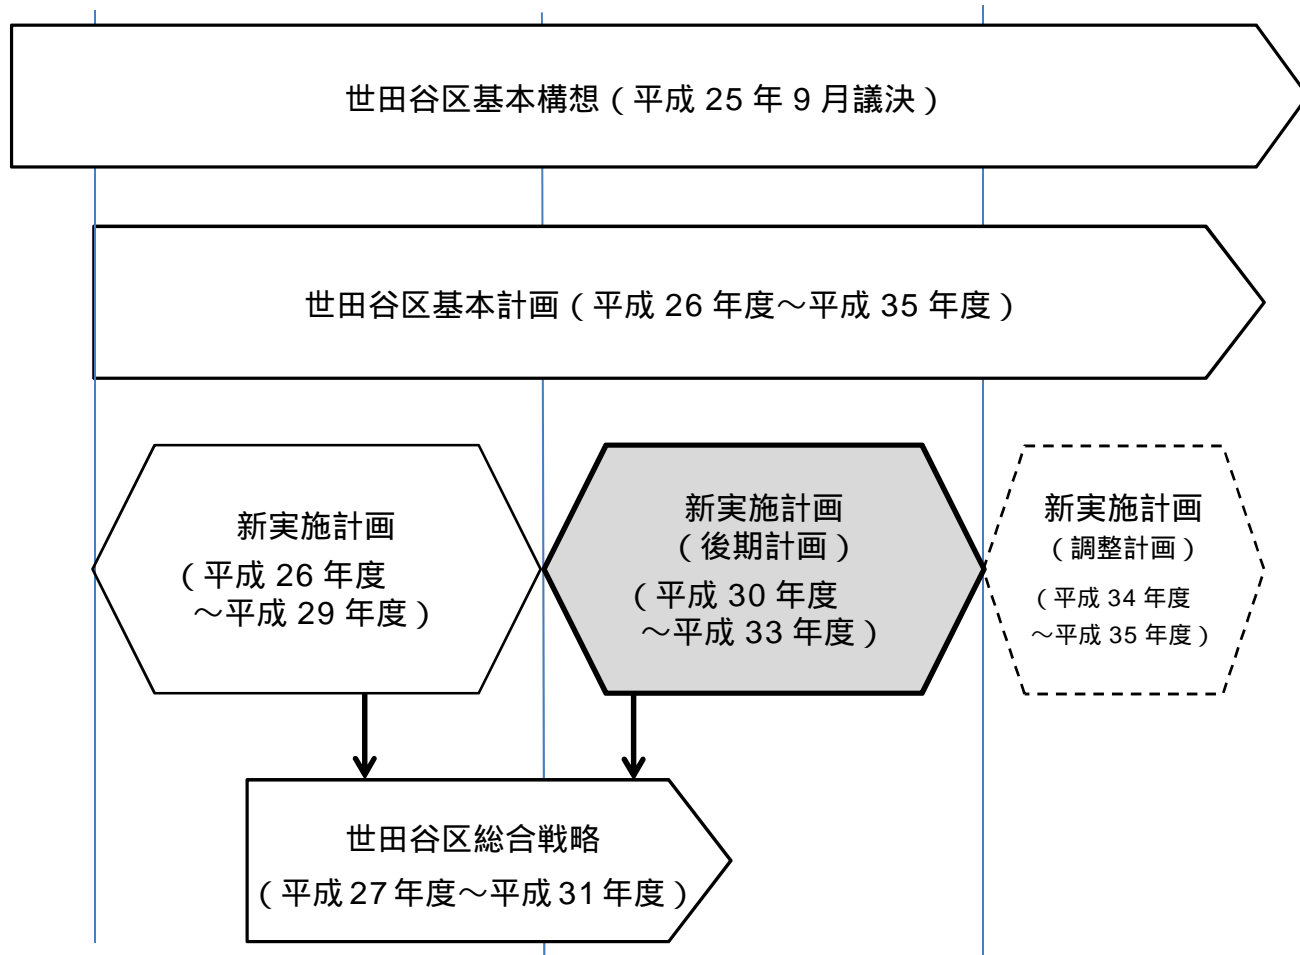 世田谷区基本構想（平成 25 年 9 月議決）
世田谷区基本計画（平成 26 年度～平成 35 年度）
新実施計画
（平成 26 年度
～平成 29 年度）
新実施計画
（後期計画）
（平成 30 年度
～平成 33 年度）
新実施計画
（調整計画）
（平成 34 年度
～平成 35 年度）
世田谷区総合戦略
（平成 27 年度～平成 31 年度）